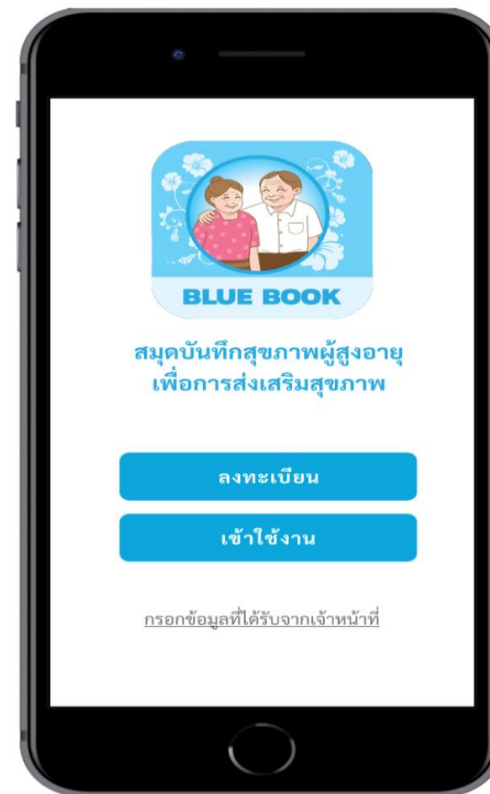 BLUE BOOK
สมุดบันทึกสุขภาพผู้สูงอายุ
เพื่อการส่งเสริมสุขภาพ
ลงทะเบียน
เข้าใช้งาน
กรอกข้อมูลที่ได้รับจากเจ้าหน้าที่